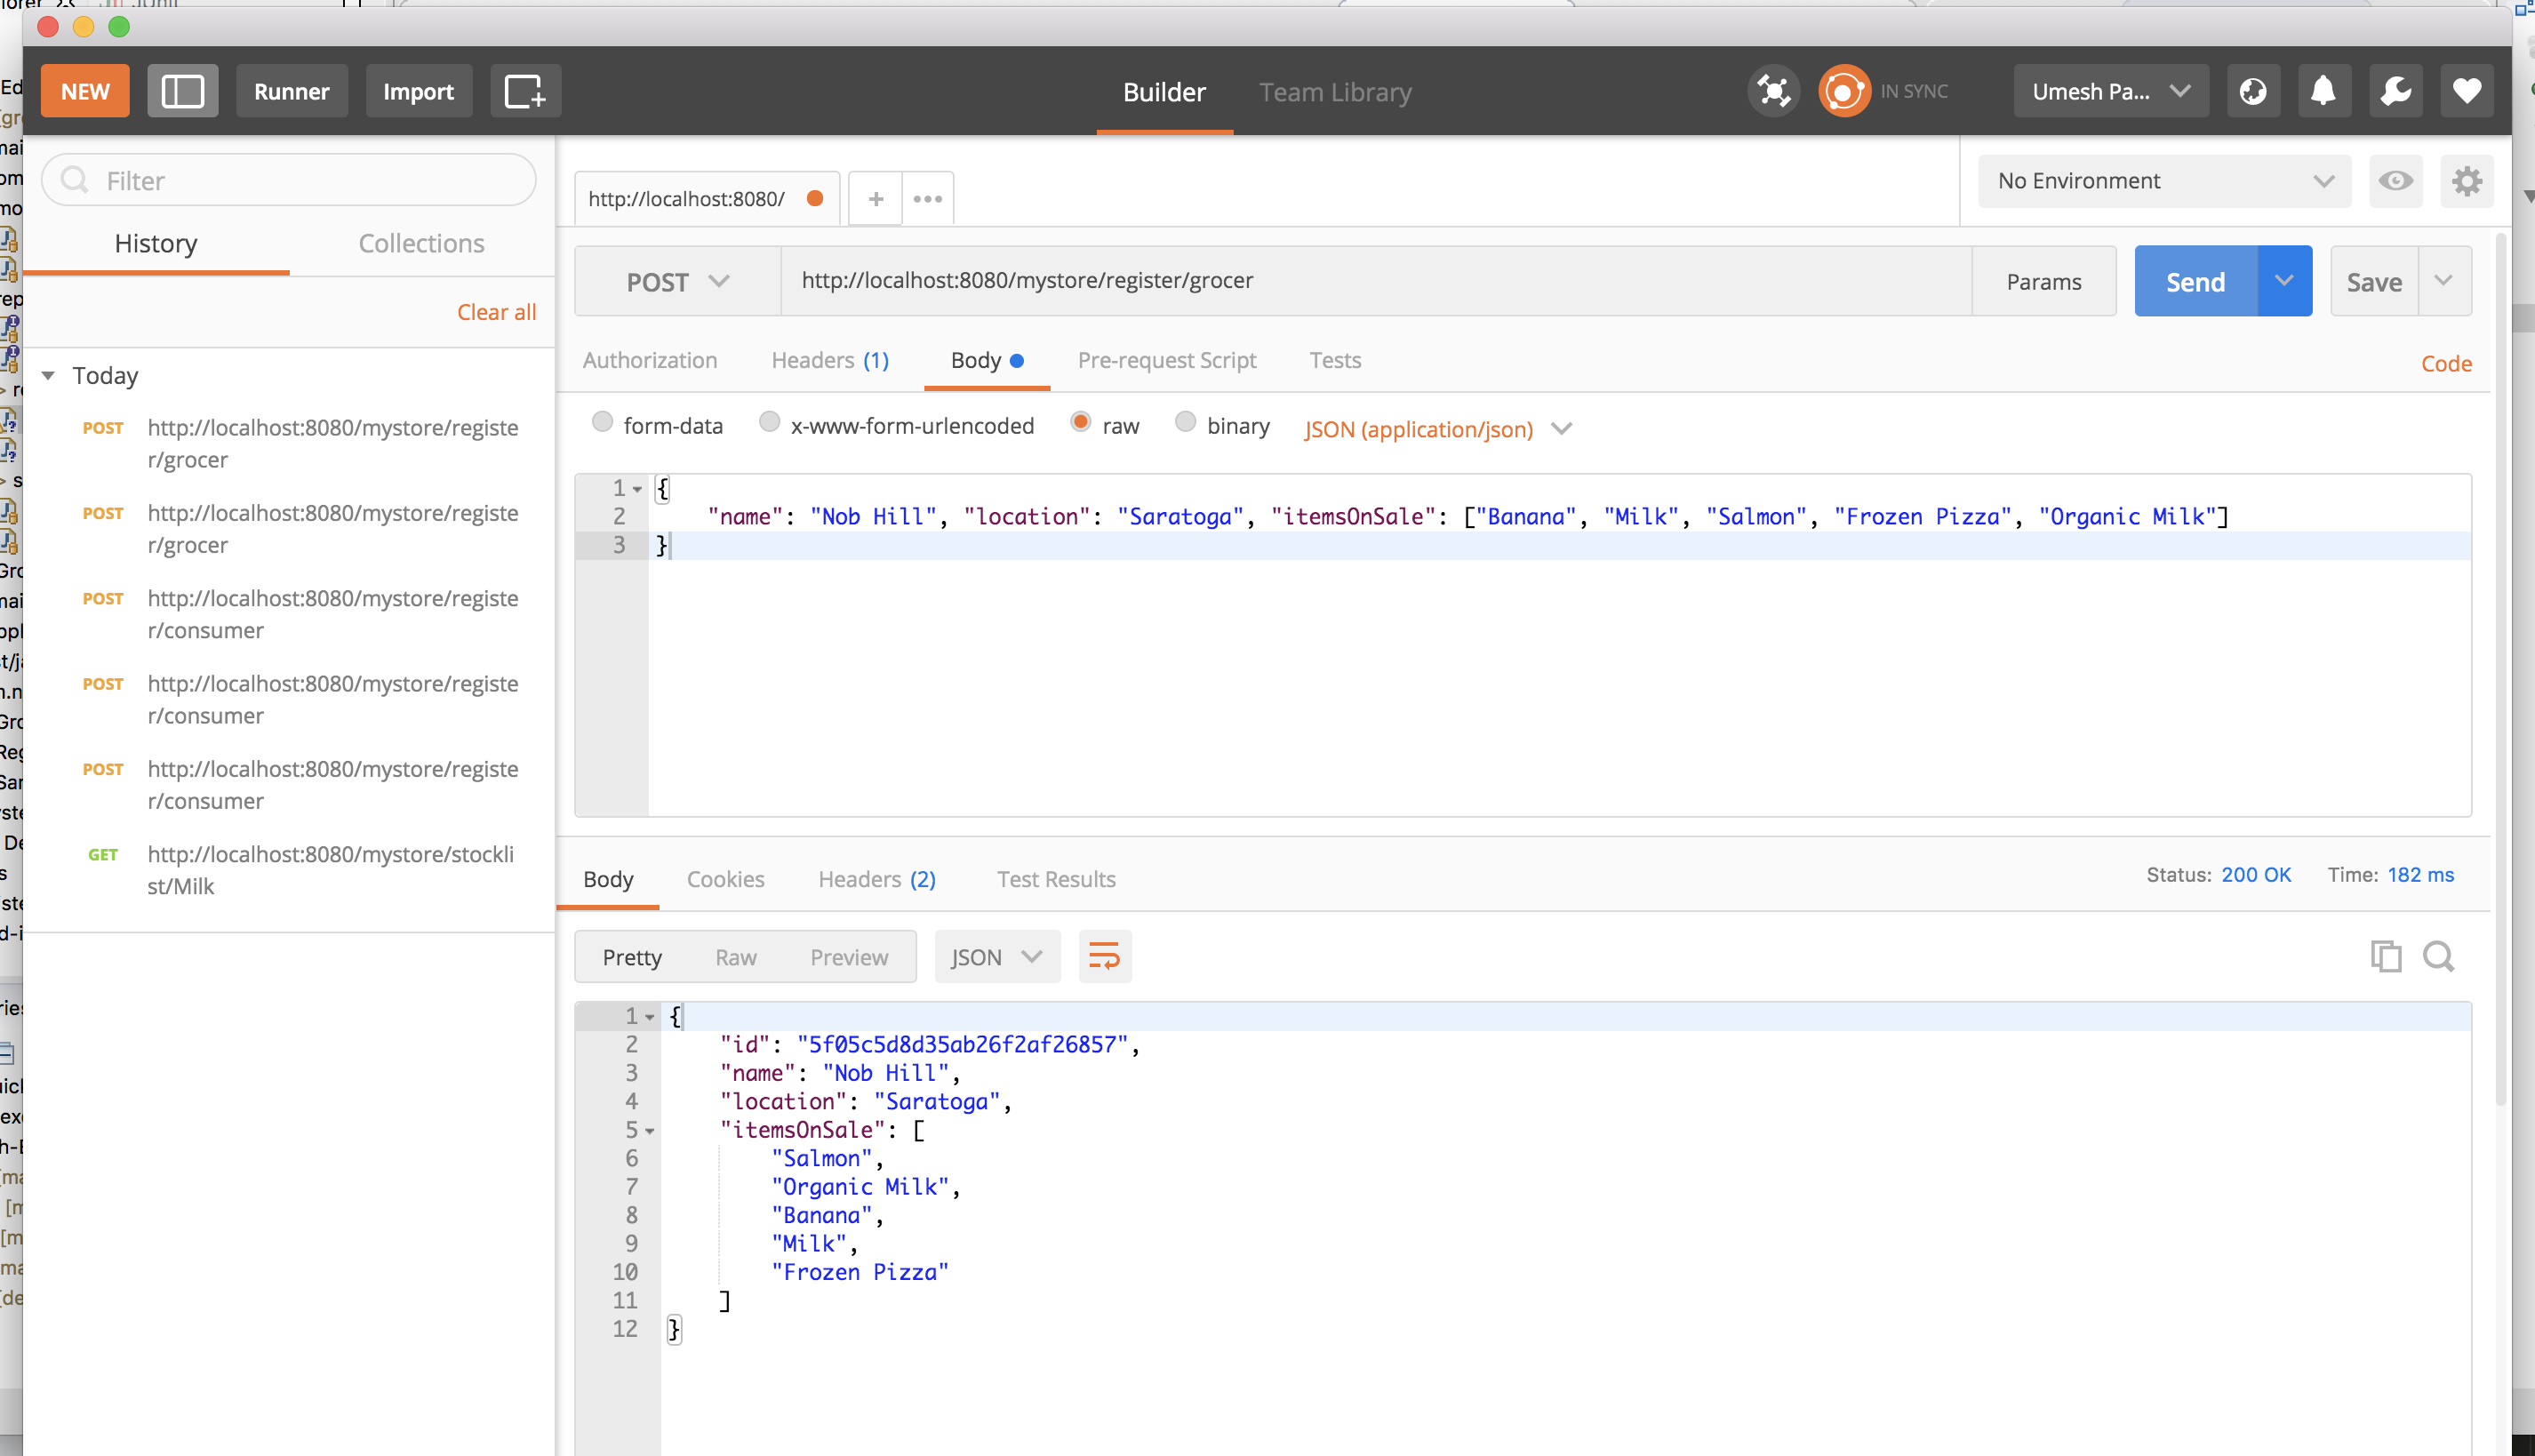 NEW
Runner
Import
Builder
Team Library
IN SYNC
Umesh Pa...
Filter
History
Collections
Clear all
Today
POST http://localhost:8080/mystore/registe
r/grocer
POST http://localhost:8080/mystore/registe
r/grocer
POST http://localhost:8080/mystore/registe
r/consumer
POST http://localhost:8080/mystore/registe
r/consumer
POST http://localhost:8080/mystore/registe
r/consumer
GET http://localhost:8080/mystore/stockli
st/Milk
http://localhost:8080/
+
No Environment
POST
http://localhost:8080/mystore/register/grocer
Params
Send
Save
Authorization
Headers (1)
Body
Pre-request Script
Tests
Code
form-data
x-www-form-urlencoded
raw
binary
JSON (application/json)
1 {
2 "name": "Nob Hill", "location": "Saratoga", "itemsOnSale": ["Banana", "Milk", "Salmon", "Frozen Pizza", "Organic Milk"]
3 }
Body
Cookies
Headers (2)
Test Results
Status: 200 OK
Time: 182 ms
Pretty
Raw
Preview
JSON
1 {
2 "id": "5f05c5d8d35ab26f2af26857",
3 "name": "Nob Hill",
4 "location": "Saratoga",
5 "itemsOnSale": [
6 "Salmon",
7 "Organic Milk",
8 "Banana",
9 "Milk",
10 "Frozen Pizza"
11 ]
12 }